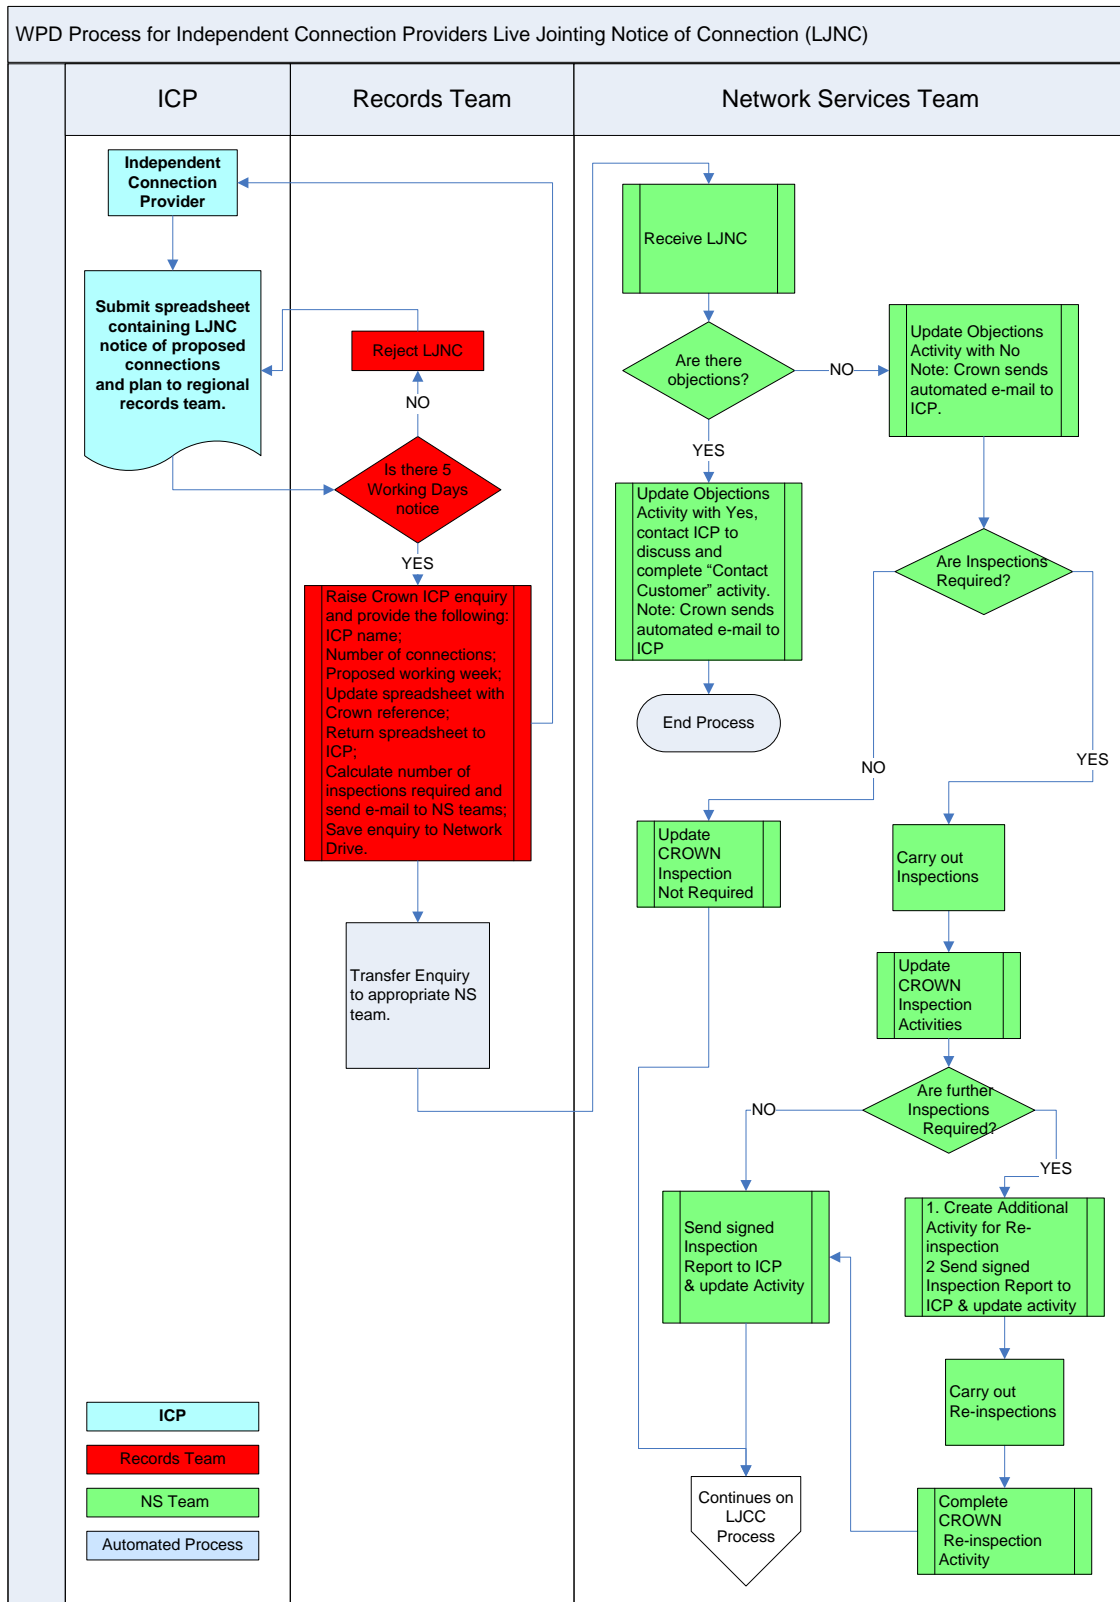 WPD Process for Independent Connection Providers Live Jointing Notice of Connection (LJNC)
ICP
Records Team
Network Services Team
Independent
Connection
Provider
Submit spreadsheet
containing LJNC
notice of proposed
connections
and plan to regional
records team.
Reject LJNC
NO
Is there 5
Working Days
notice
YES
Raise Crown ICP enquiry
and provide the following:
ICP name;
Number of connections;
Proposed working week;
Update spreadsheet with
Crown reference;
Return spreadsheet to
ICP;
Calculate number of
inspections required and
send e-mail to NS teams;
Save enquiry to Network
Drive.
Transfer Enquiry
to appropriate NS
team.
Receive LJNC
Are there
objections?
NO
Update Objections
Activity with No
Note: Crown sends
automated e-mail to
ICP.
YES
Update Objections
Activity with Yes,
contact ICP to
discuss and
complete “Contact
Customer” activity.
Note: Crown sends
automated e-mail to
ICP
End Process
Are Inspections
Required?
NO
YES
Update
CROWN
Inspection
Not Required
Carry out
Inspections
Update
CROWN
Inspection
Activities
Are further
Inspections
Required?
NO
YES
Send signed
Inspection
Report to ICP
& update Activity
1. Create Additional
Activity for Re-
inspection
2 Send signed
Inspection Report to
ICP & update activity
Carry out
Re-inspections
Complete
CROWN
Re-inspection
Activity
Continues on
LJCC
Process
ICP
Records Team
NS Team
Automated Process